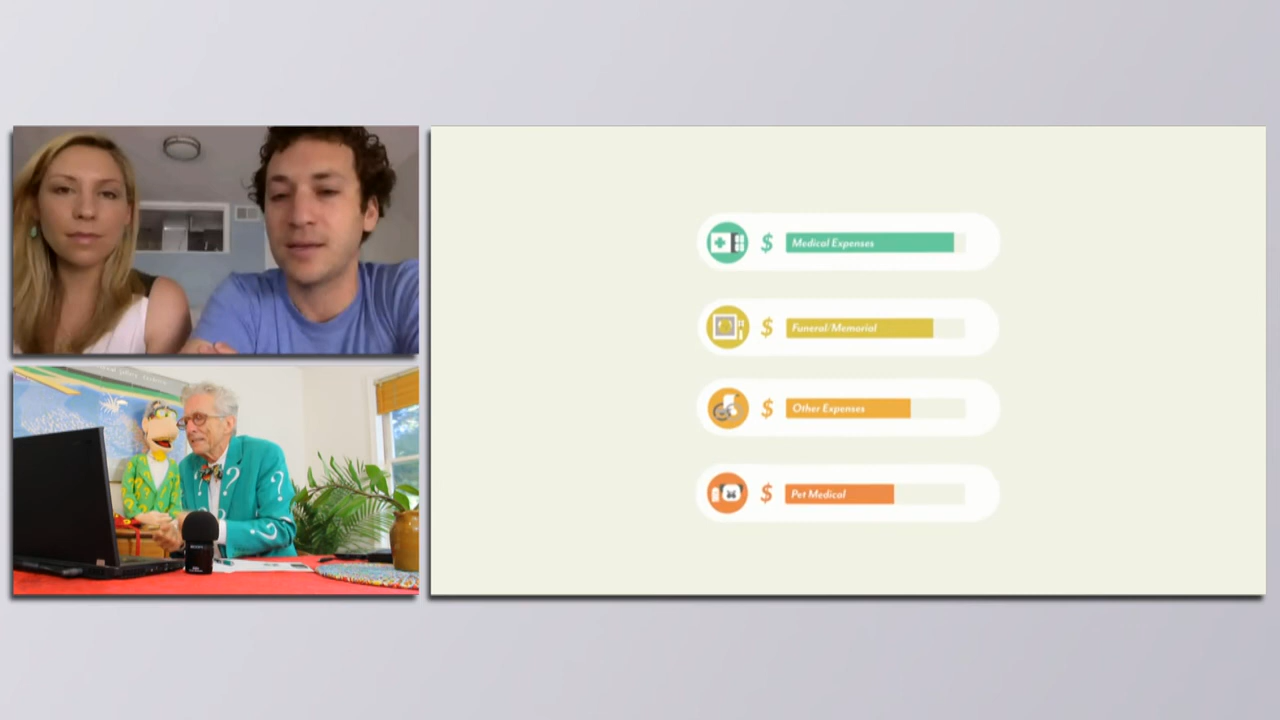 $ Medical Expenses
$ Funeral/Memorial
$ Other Expenses
$ Pet Medical
? ? ? ?